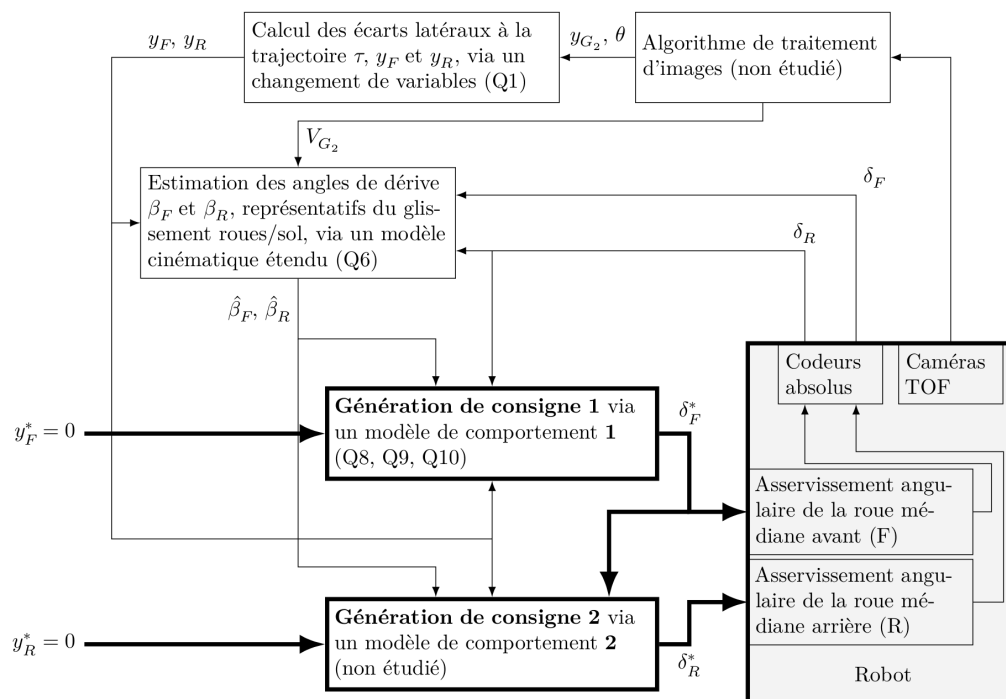 y_F, y_R
Calcul des écarts latéraux à la
trajectoire τ, y_F et y_R, via un
changement de variables (Q1)
y_{G_2}, θ
Algorithme de traitement
d'images (non étudié)
V_{G_2}
Estimation des angles de dérive
β_F et β_R, représentatifs du glis-
sement roues/sol, via un modèle
cinématique étendu (Q6)
δ_F
δ_R
β̂_F, β̂_R
Codeurs
absolus
Caméras
TOF
y_F^* = 0
Génération de consigne 1 via
un modèle de comportement 1
(Q8, Q9, Q10)
δ_F^*
Asservissement angu-
laire de la roue mé-
diane avant (F)
Asservissement angu-
laire de la roue mé-
diane arrière (R)
y_R^* = 0
Génération de consigne 2 via
un modèle de comportement 2
(non étudié)
δ_R^*
Robot